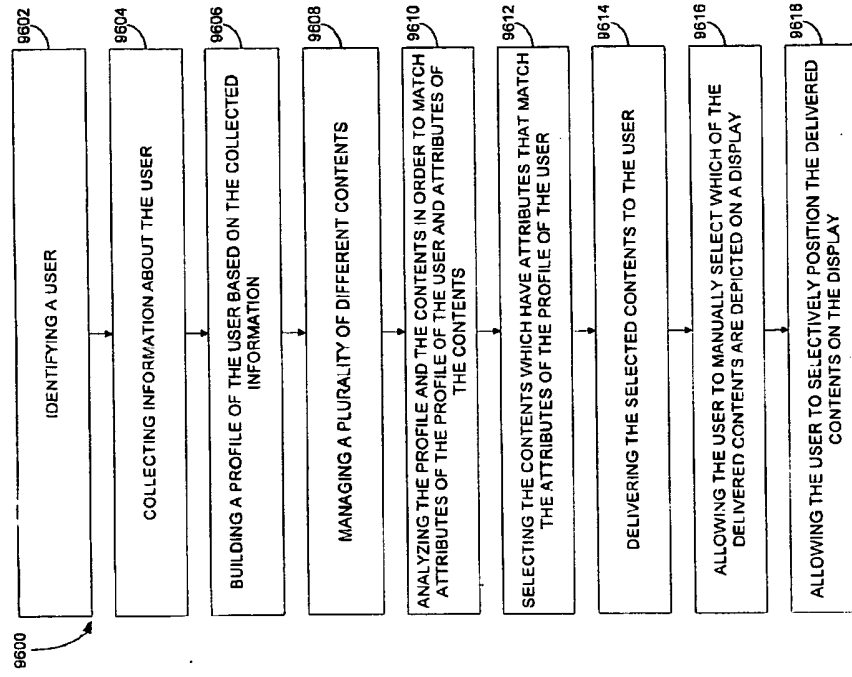 9600
IDENTIFYING A USER
9602
COLLECTING INFORMATION ABOUT THE USER
9604
BUILDING A PROFILE OF THE USER BASED ON THE COLLECTED
INFORMATION
9606
MANAGING A PLURALITY OF DIFFERENT CONTENTS
9608
ANALYZING THE PROFILE AND THE CONTENTS IN ORDER TO MATCH
ATTRIBUTES OF THE PROFILE OF THE USER AND ATTRIBUTES OF
THE CONTENTS
9610
SELECTING THE CONTENTS WHICH HAVE ATTRIBUTES THAT MATCH
THE ATTRIBUTES OF THE PROFILE OF THE USER
9612
DELIVERING THE SELECTED CONTENTS TO THE USER
9614
ALLOWING THE USER TO MANUALLY SELECT WHICH OF THE
DELIVERED CONTENTS ARE DEPICTED ON A DISPLAY
9616
ALLOWING THE USER TO SELECTIVELY POSITION THE DELIVERED
CONTENTS ON THE DISPLAY
9618